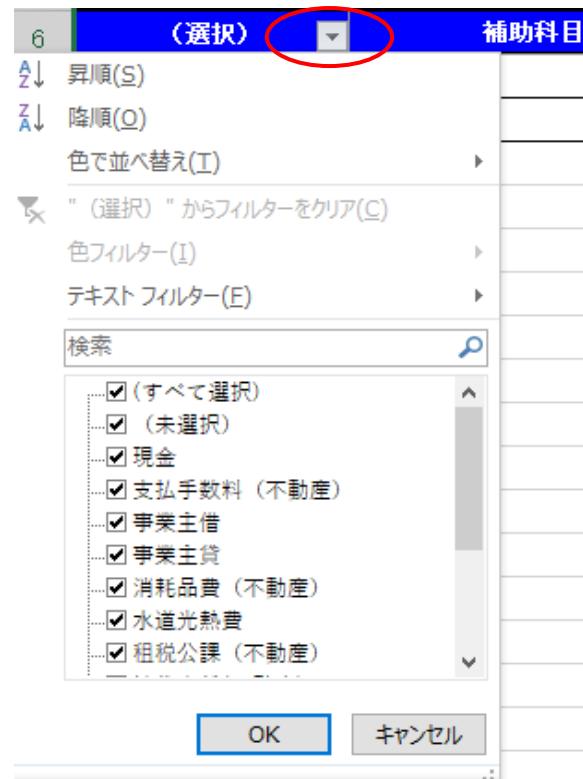 6 （選択） 補助科目
昇順(S)
降順(O)
色で並べ替え(T)
"（選択）"からフィルターをクリア(C)
色フィルター(I)
テキスト フィルター(F)
検索
(すべて選択)
（未選択）
現金
支払手数料（不動産）
事業主借
事業主貸
消耗品費（不動産）
水道光熱費
租税公課（不動産）
OK キャンセル